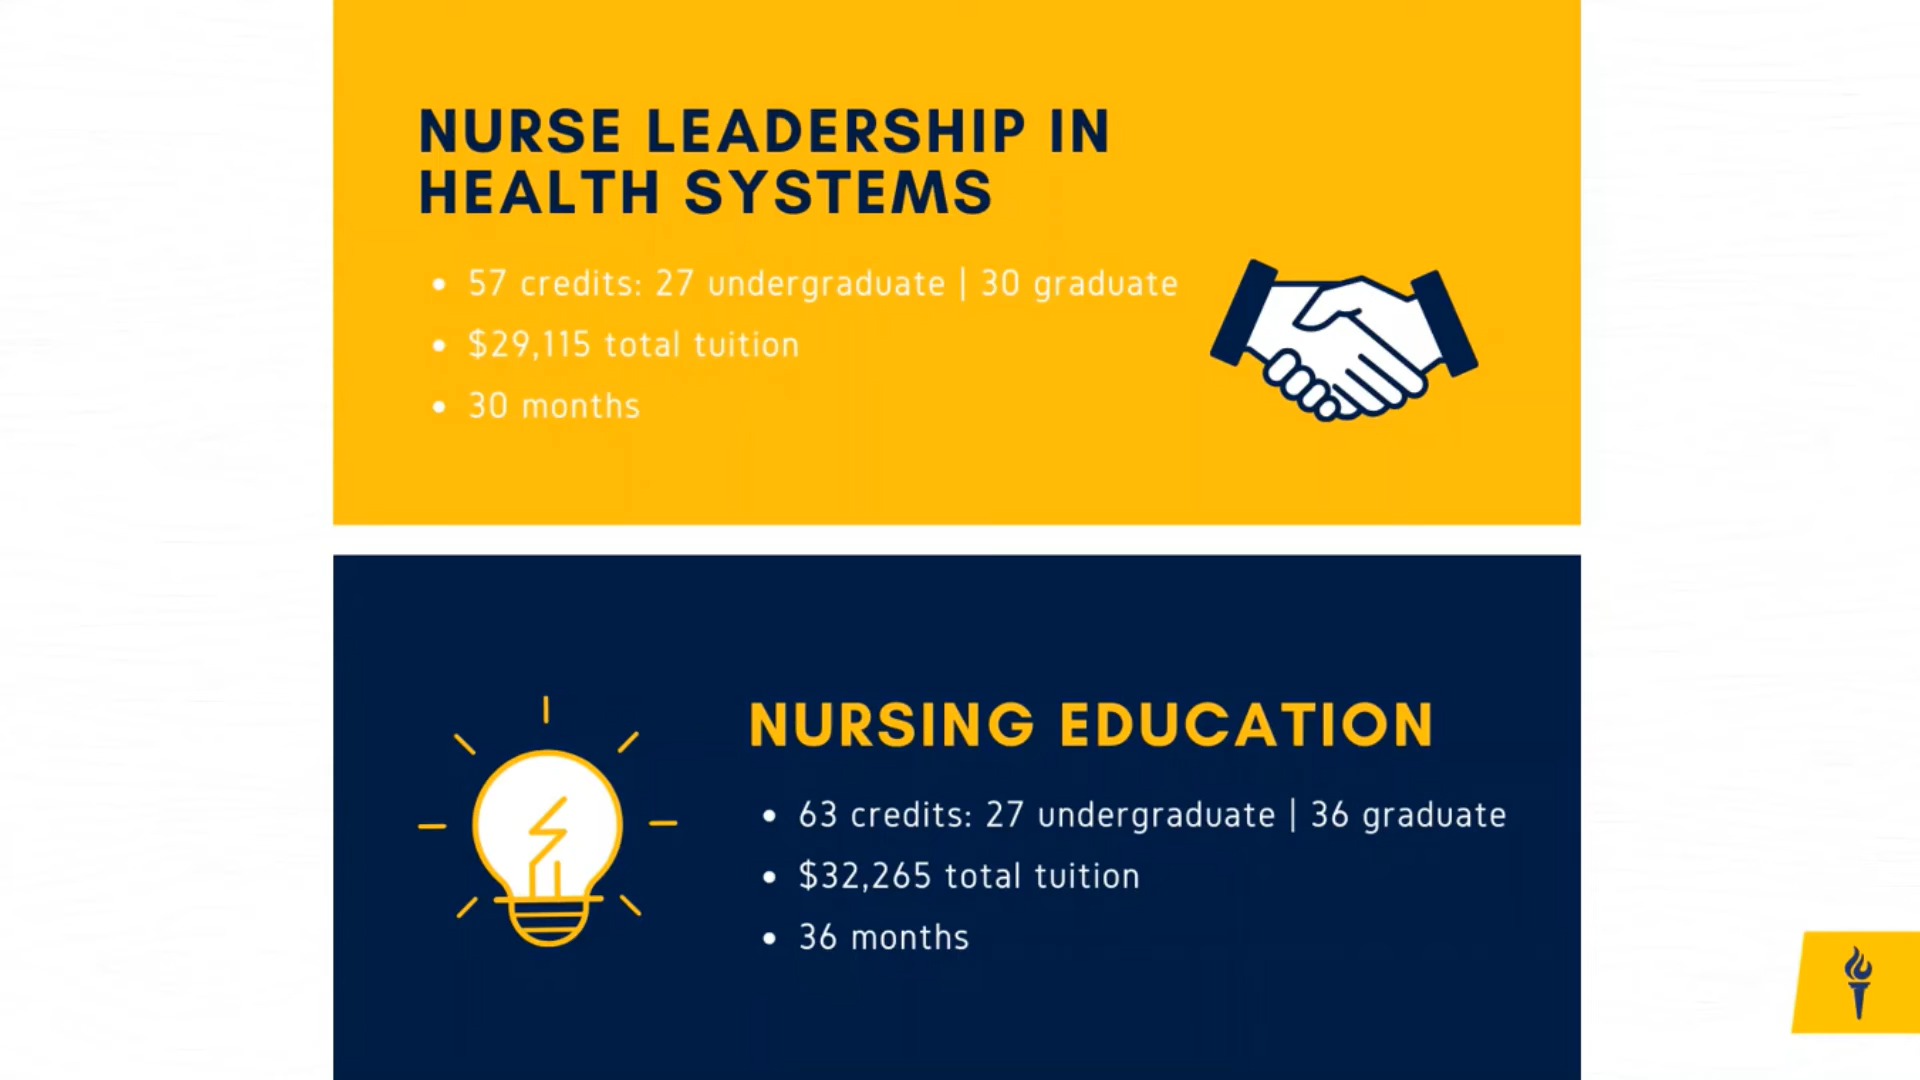 NURSE LEADERSHIP IN
HEALTH SYSTEMS
• 57 credits: 27 undergraduate | 30 graduate
• $29,115 total tuition
• 30 months
NURSING EDUCATION
• 63 credits: 27 undergraduate | 36 graduate
• $32,265 total tuition
• 36 months